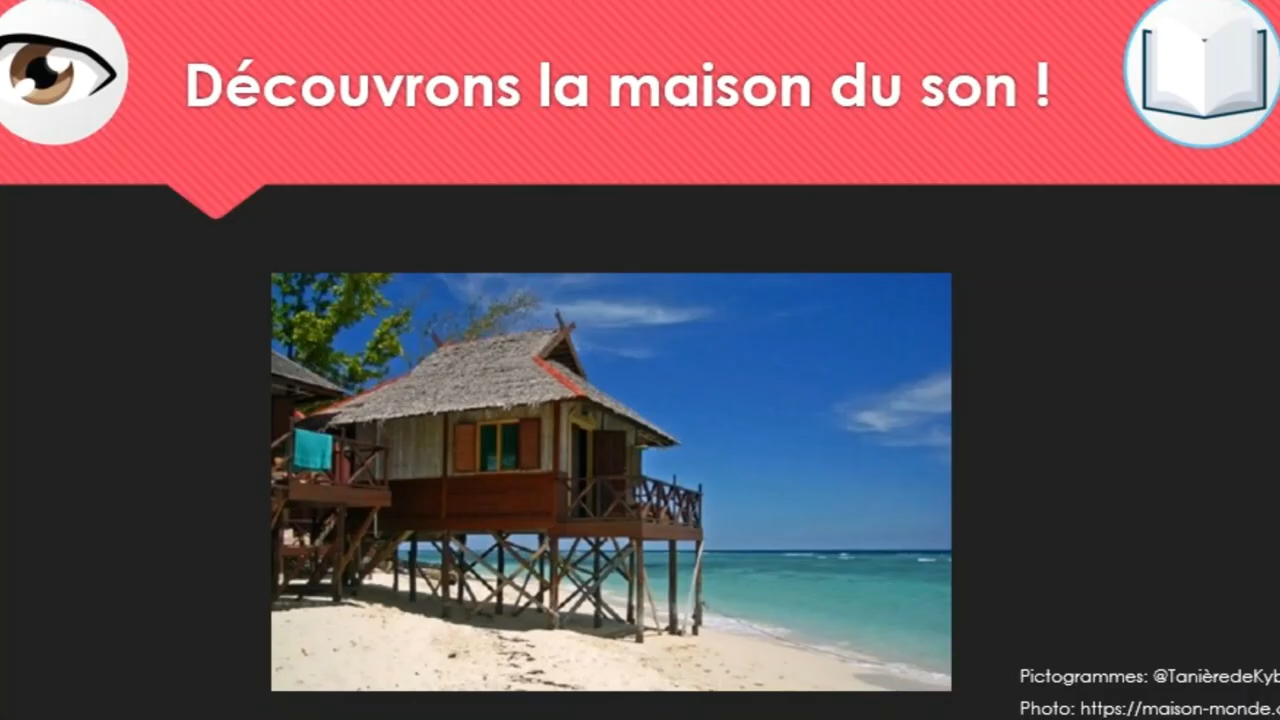 Découvrons la maison du son !
Pictogrammes: @TanièredeKyb
Photo: https://maison-monde.